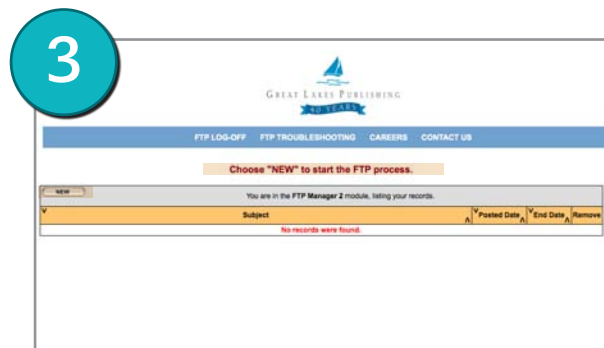 3
GREAT LAKES PUBLISHING
40 YEARS
FTP LOG-OFF FTP TROUBLESHOOTING CAREERS CONTACT US
Choose "NEW" to start the FTP process.
NEW
You are in the FTP Manager 2 module, listing your records.
Subject Posted Date End Date Remove
No records were found.